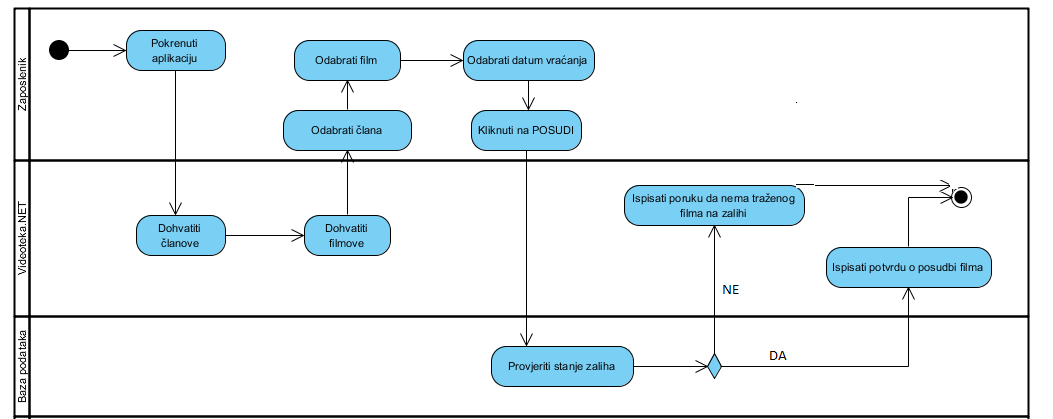 Zaposlenik
Pokrenuti
aplikaciju
Odabrati film
Odabrati datum vraćanja
Odabrati člana
Kliknuti na POSUDI
Videoteka.NET
Dohvatiti
članove
Dohvatiti
filmove
Ispisati poruku da nema traženog
filma na zalihi
Ispisati potvrdu o posudbi filma
NE
Baza podataka
Provjeriti stanje zaliha
DA